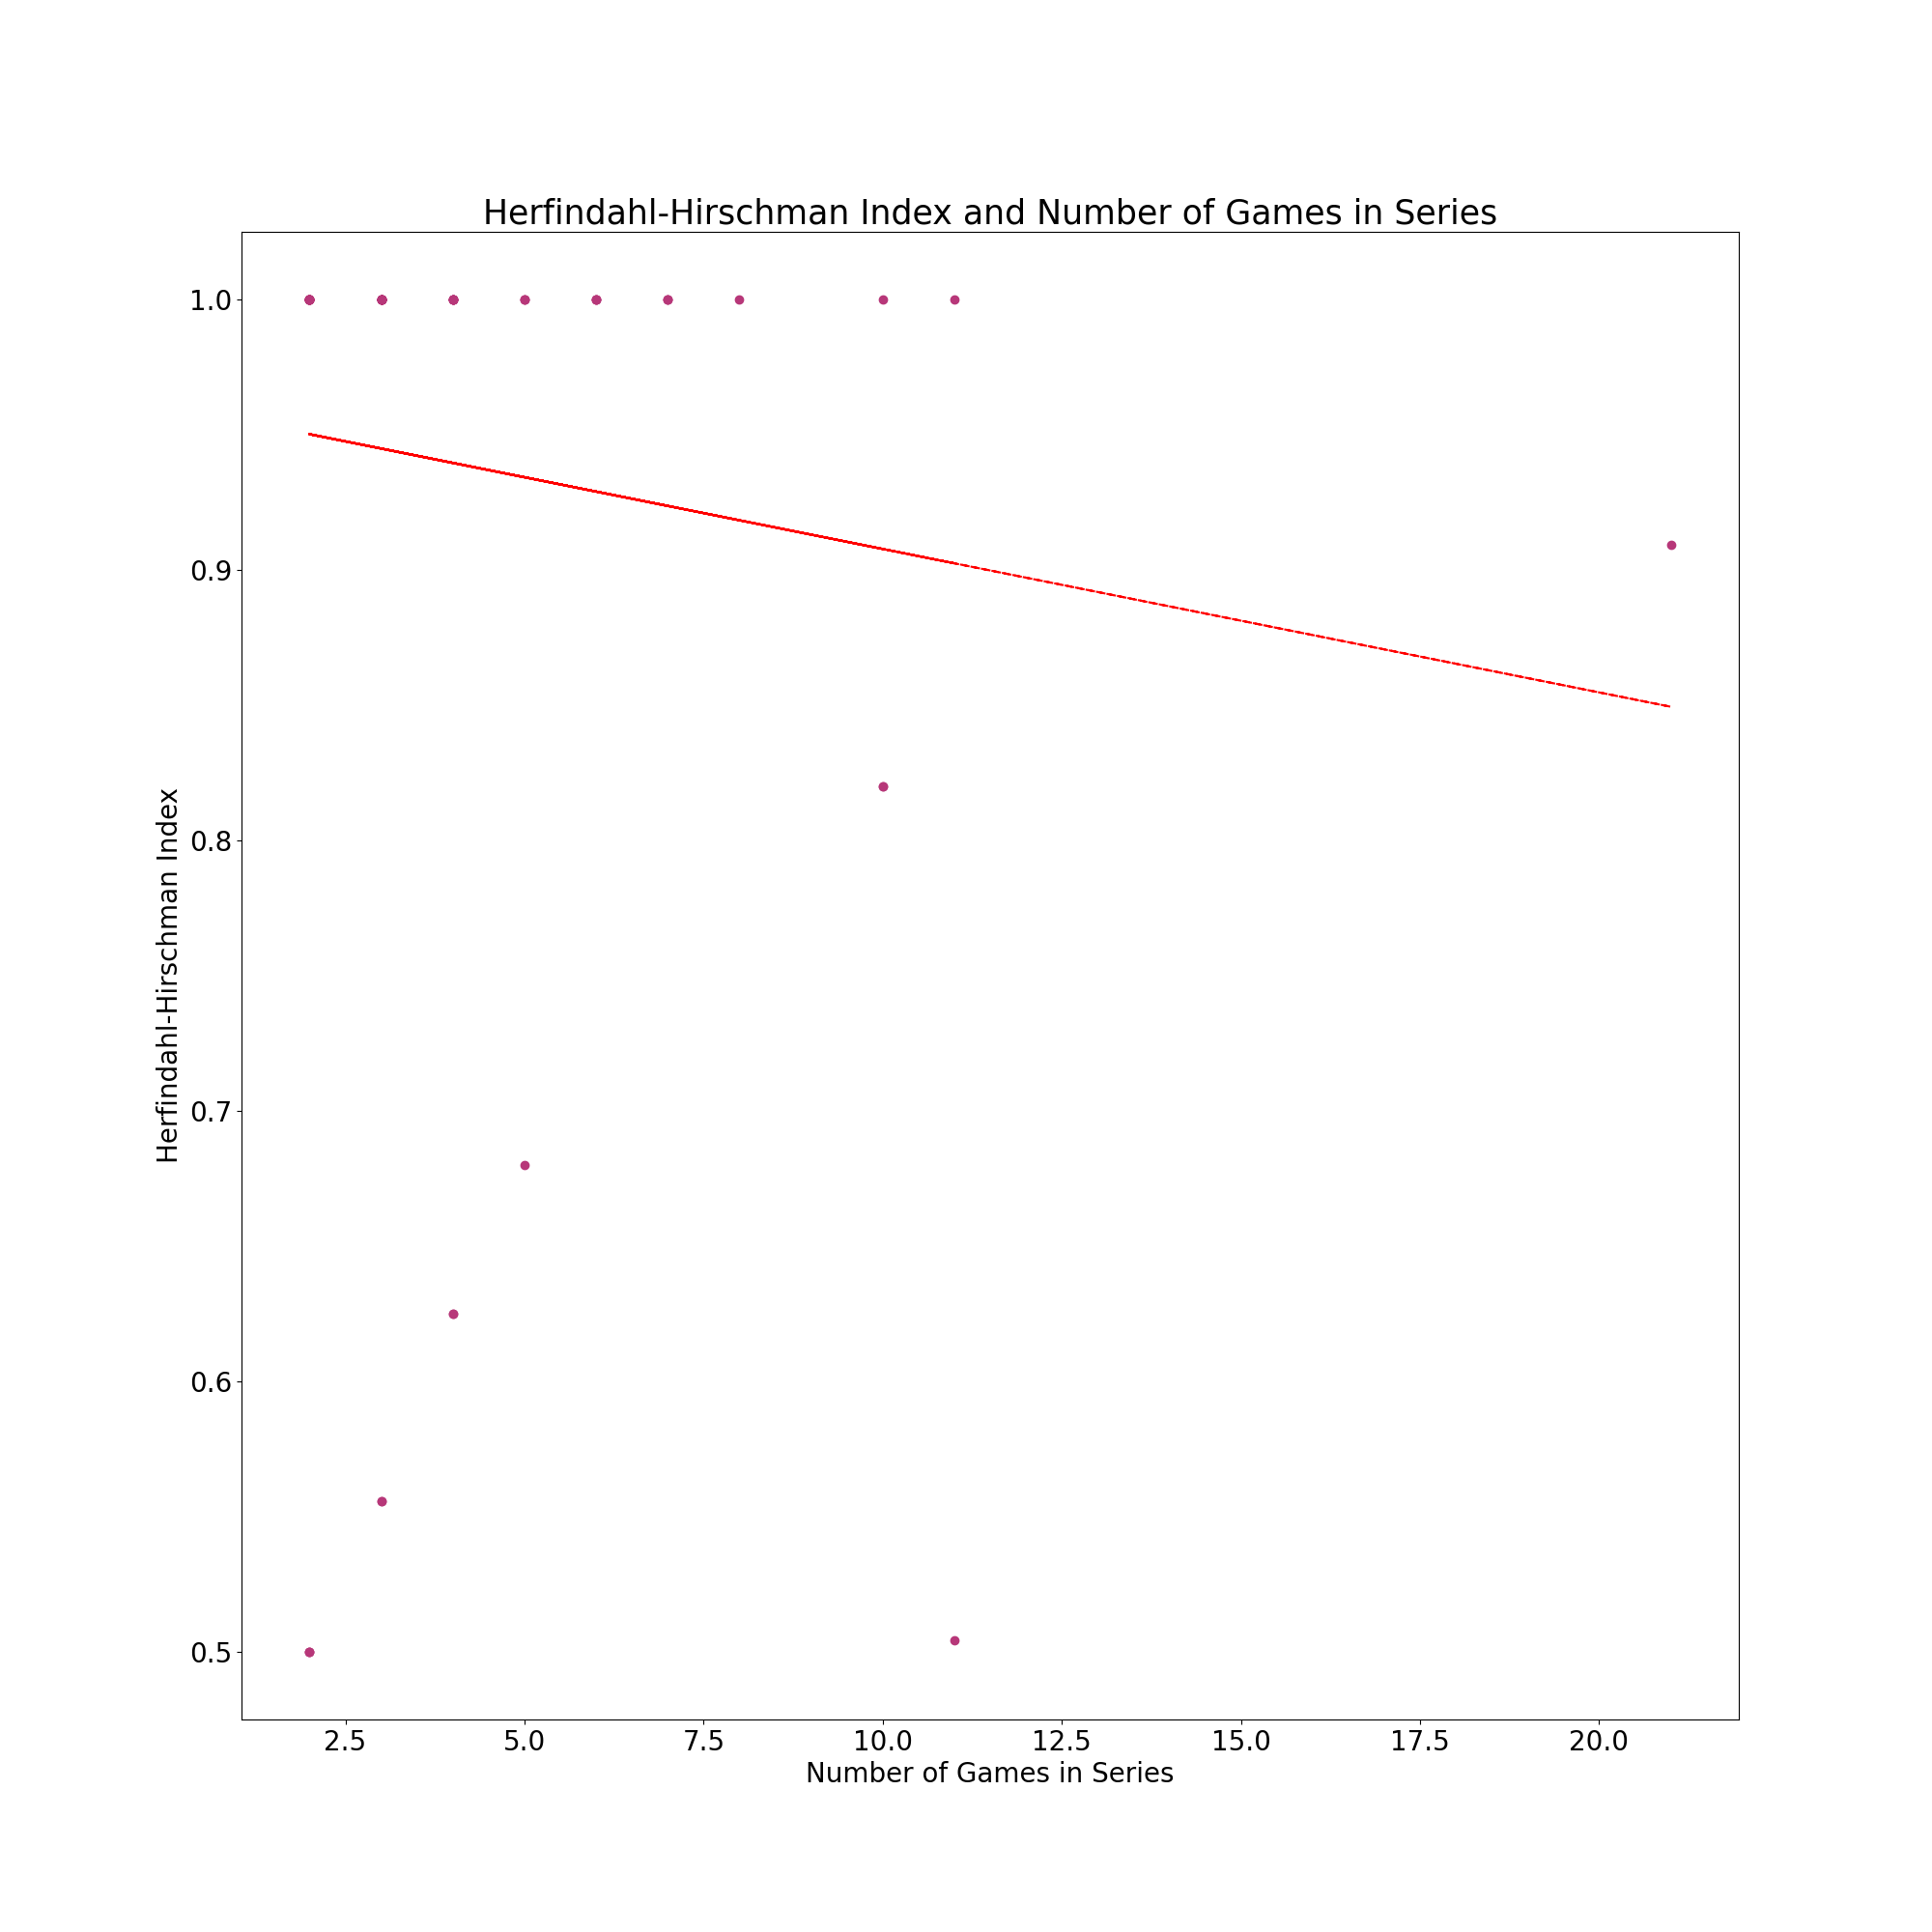 Herfindahl-Hirschman Index and Number of Games in Series
1.0
0.9
0.8
0.7
0.6
0.5
Herfindahl-Hirschman Index
2.5 5.0 7.5 10.0 12.5 15.0 17.5 20.0
Number of Games in Series